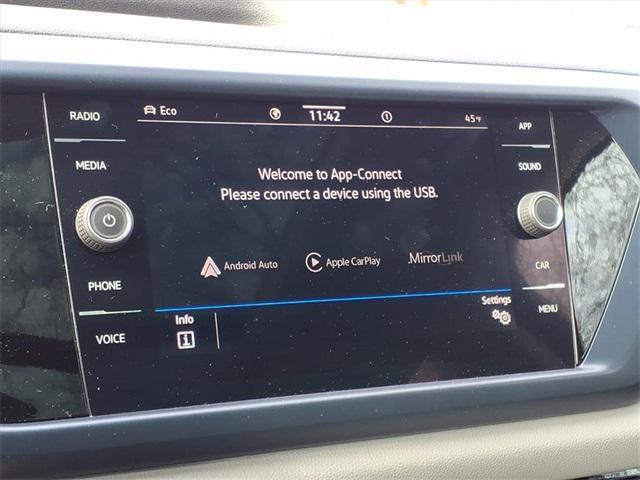 RADIO
MEDIA
PHONE
VOICE
Eco
11:42
45°F
Welcome to App-Connect
Please connect a device using the USB.
Android Auto
Apple CarPlay
MirrorLink
Info
Settings
APP
SOUND
CAR
MENU